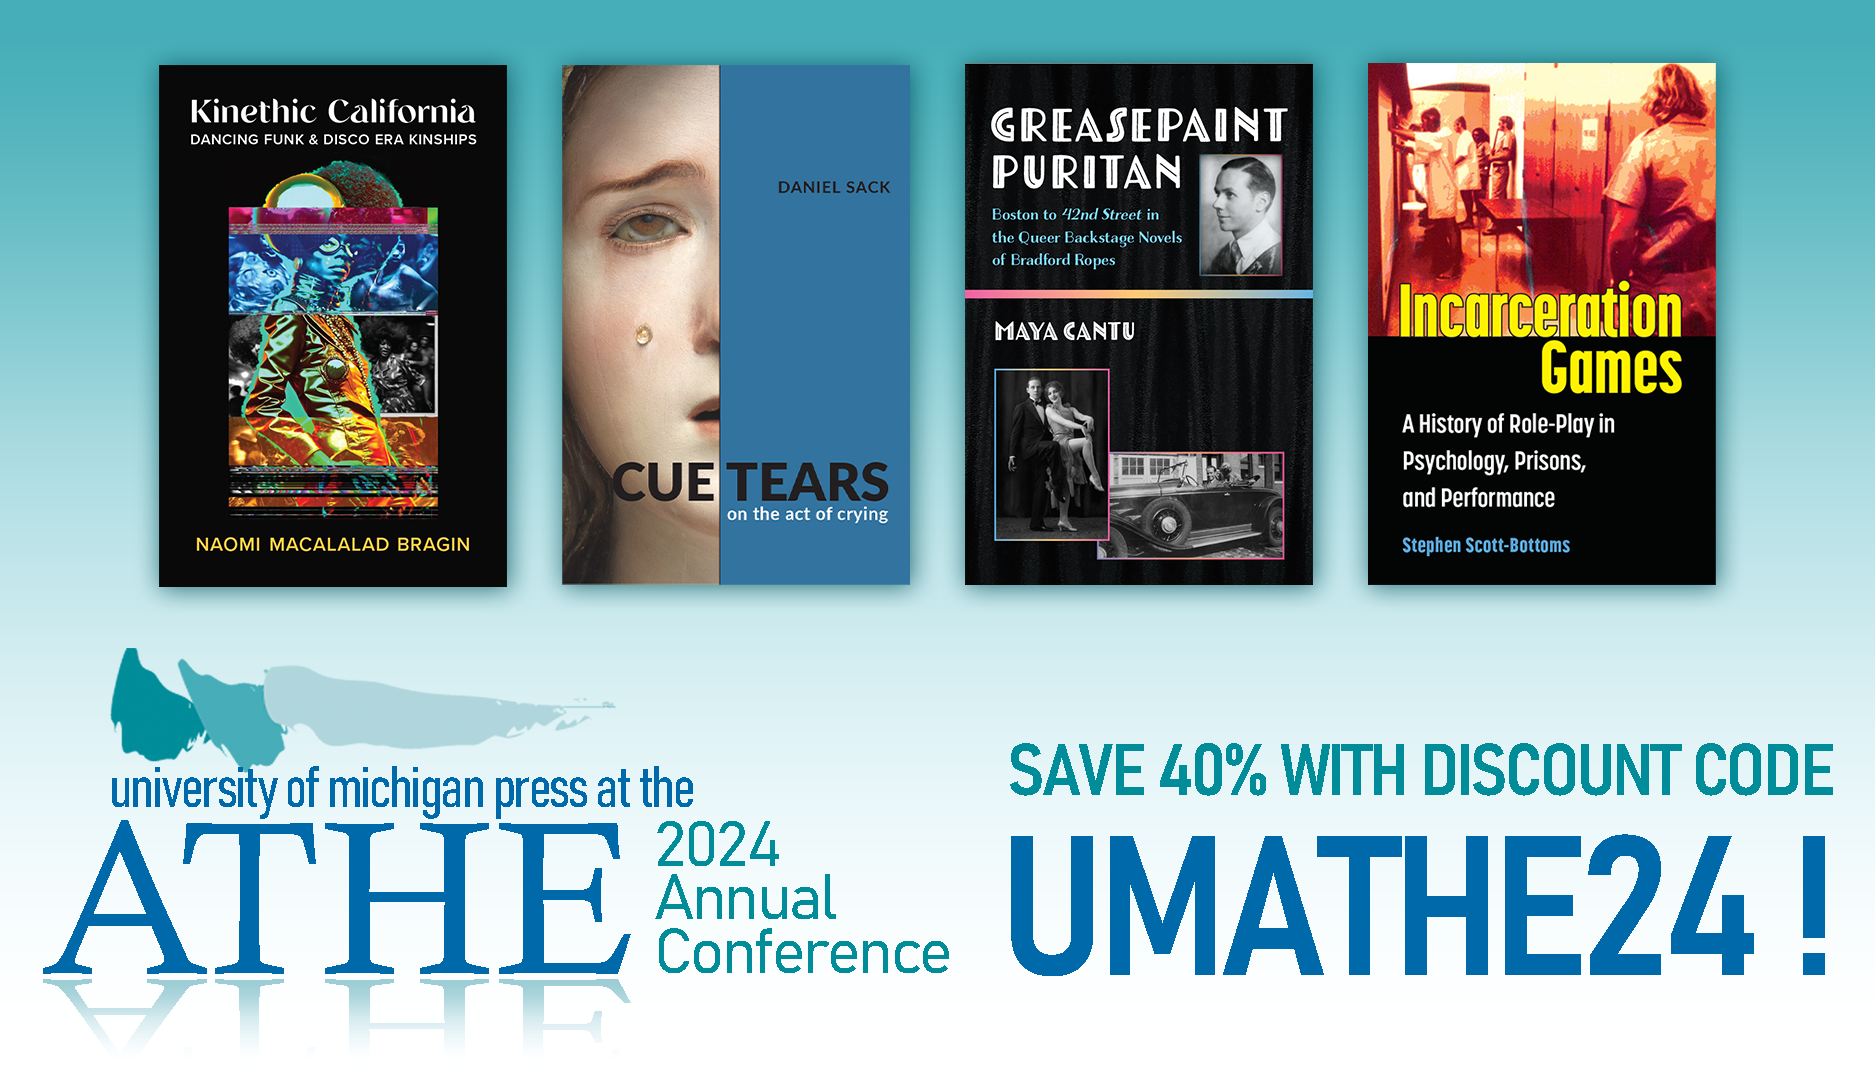 Kinethic California
DANCING FUNK & DISCO ERA KINSHIPS
NAOMI MACALALAD BRAGIN
DANIEL SACK
CUE TEARS
on the act of crying
GREASEPAINT
PURITAN
Boston to 42nd Street in
the Queer Backstage Novels
of Bradford Ropes
MAYA CANTU
Incarceration
Games
A History of Role-Play in
Psychology, Prisons,
and Performance
Stephen Scott-Bottoms
university of michigan press at the
ATHE
2024
Annual
Conference
SAVE 40% WITH DISCOUNT CODE
UMATHE24 !